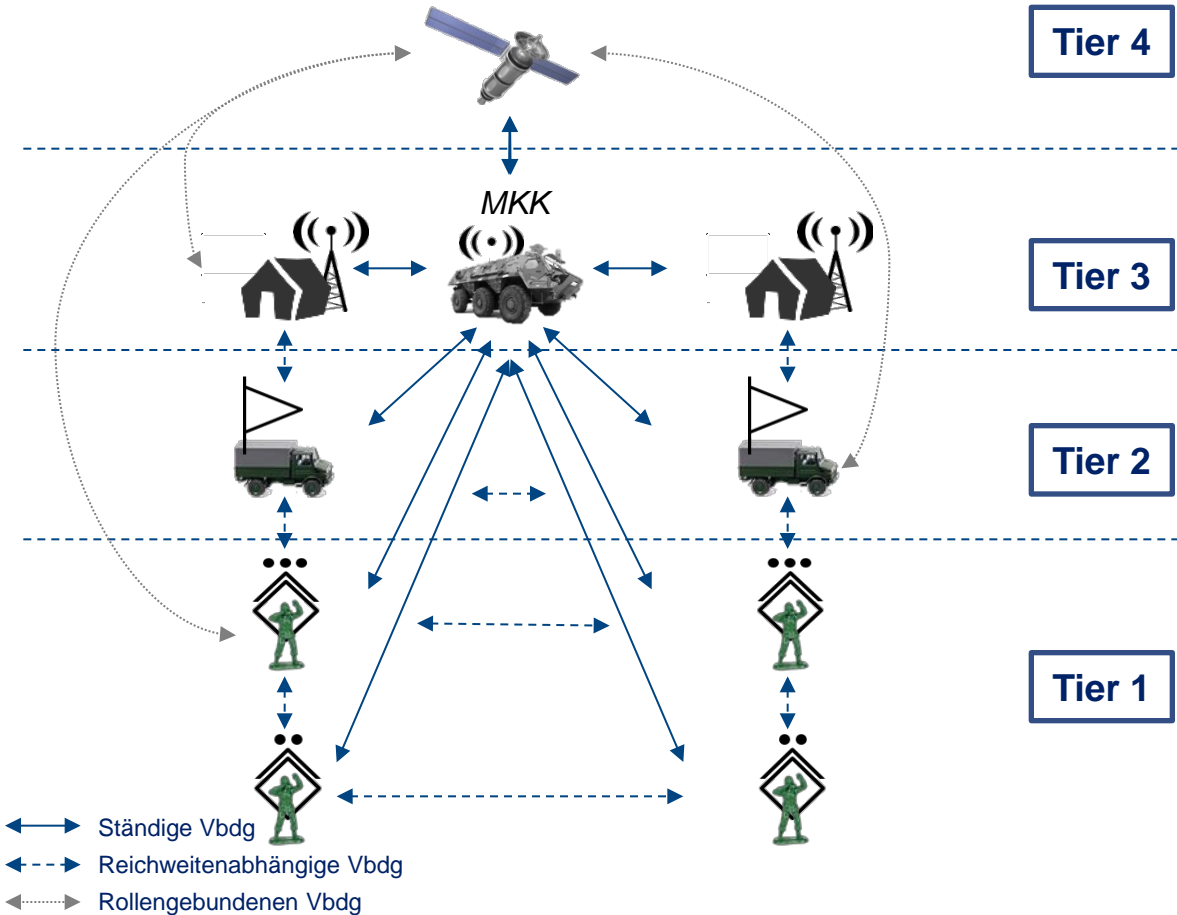 Tier 4
MKK
Tier 3
Tier 2
Tier 1
Ständige Vbdg
Reichweitenabhängige Vbdg
Rollengebundenen Vbdg